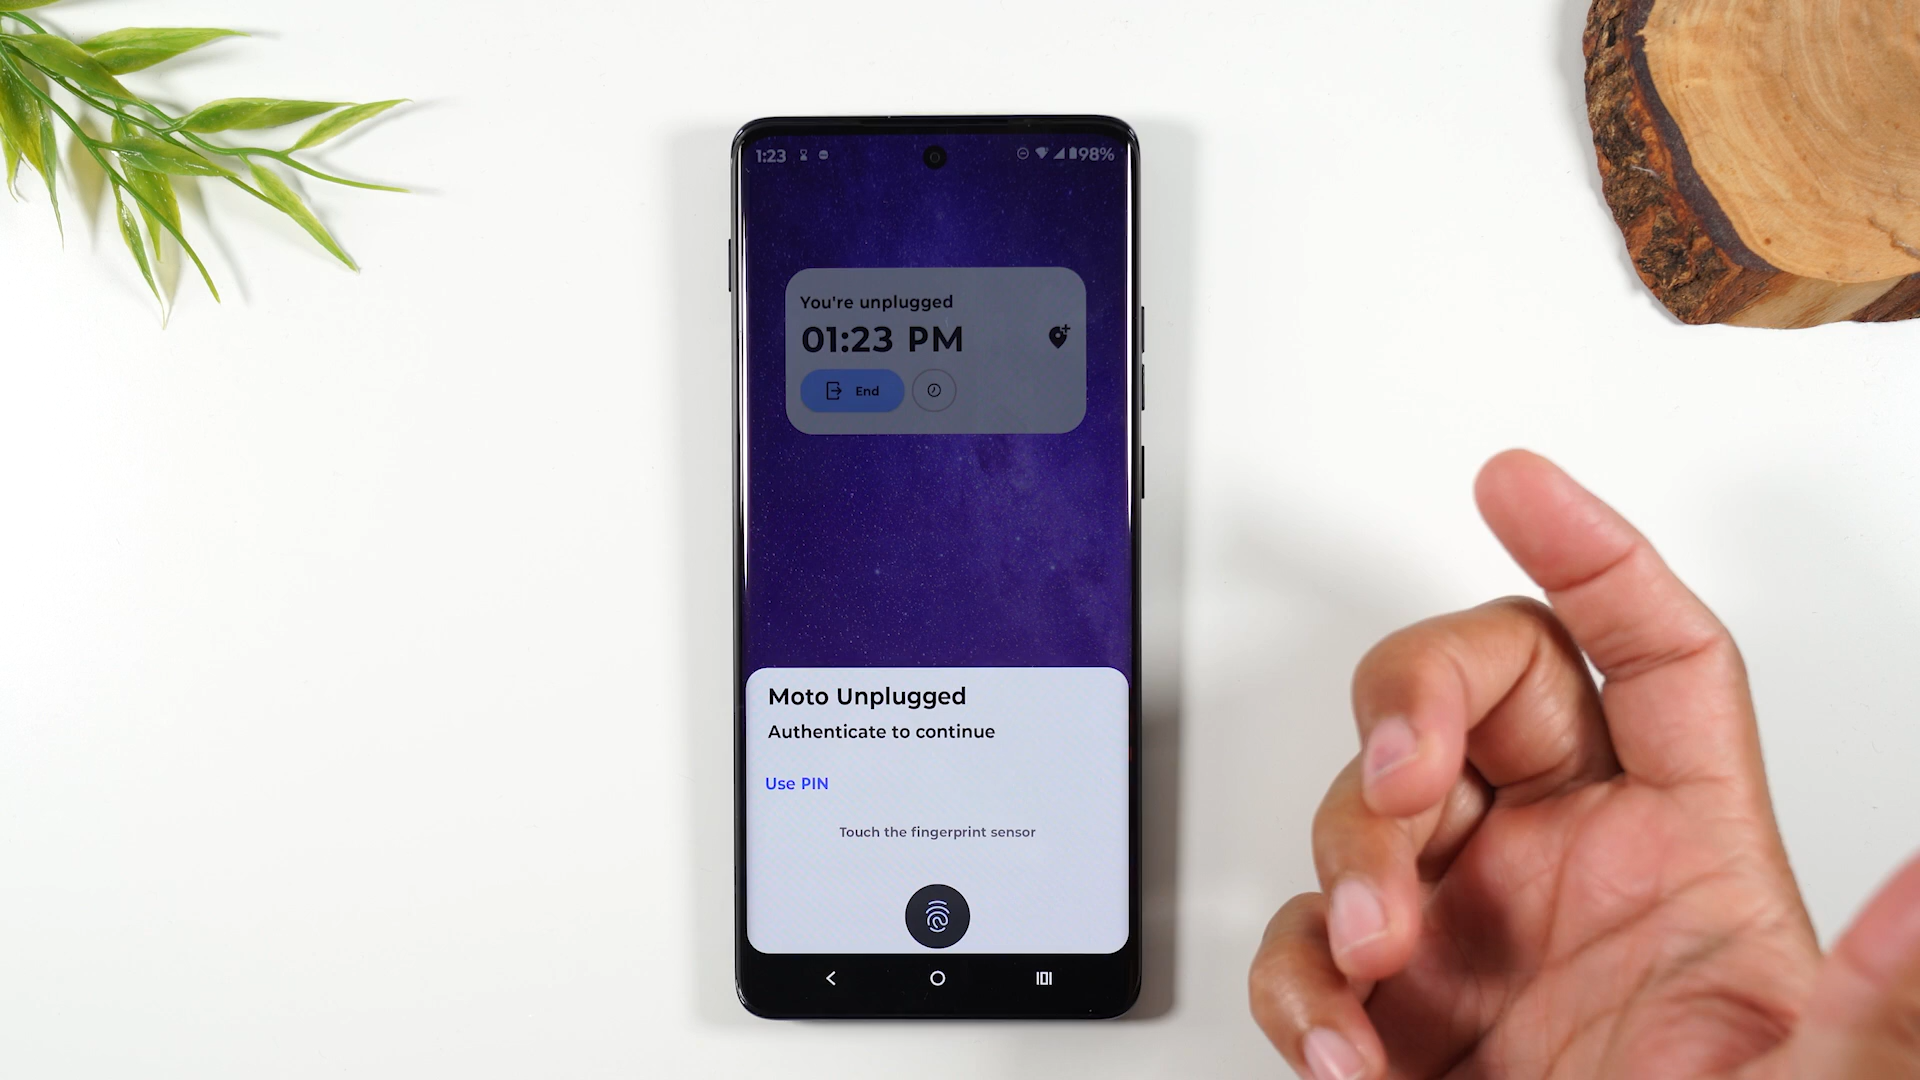 1:23 98%
You're unplugged
01:23 PM
End
Moto Unplugged
Authenticate to continue
Use PIN
Touch the fingerprint sensor